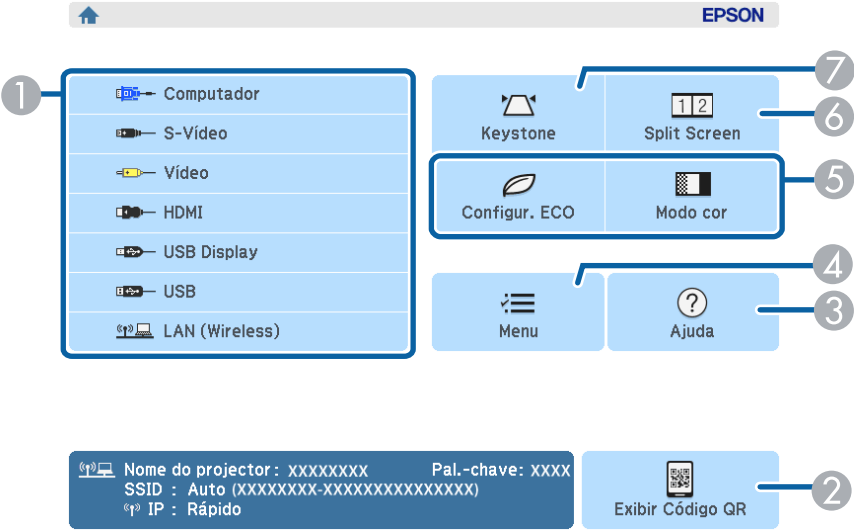 EPSON
1
Computador
S-Vídeo
Vídeo
HDMI
USB Display
USB
LAN (Wireless)
7
Keystone
1 2
Split Screen
6
Configur. ECO
Modo cor
5
4
Menu
? Ajuda
3
Nome do projector: XXXXXXXX Pal.-chave: XXXX
SSID : Auto (XXXXXXXX-XXXXXXXXXXXXXXX)
IP : Rápido
Exibir Código QR
2